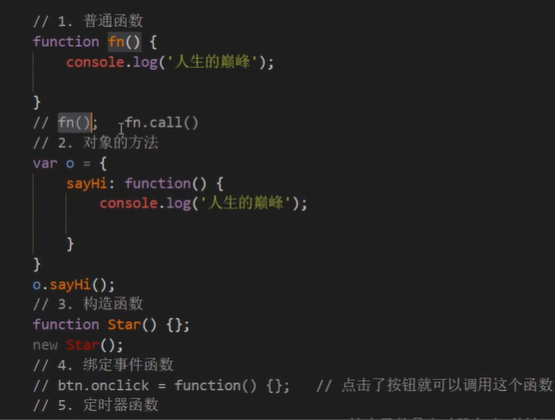 // 1. 普通函数
function fn() {
console.log('人生的巅峰');
}
// fn(); fn.call()
// 2. 对象的方法
var o = {
sayHi: function() {
console.log('人生的巅峰');
}
}
o.sayHi();
// 3. 构造函数
function Star() {};
new Star();
// 4. 绑定事件函数
// btn.onclick = function() {}; // 点击了按钮就可以调用这个函数
// 5. 定时器函数